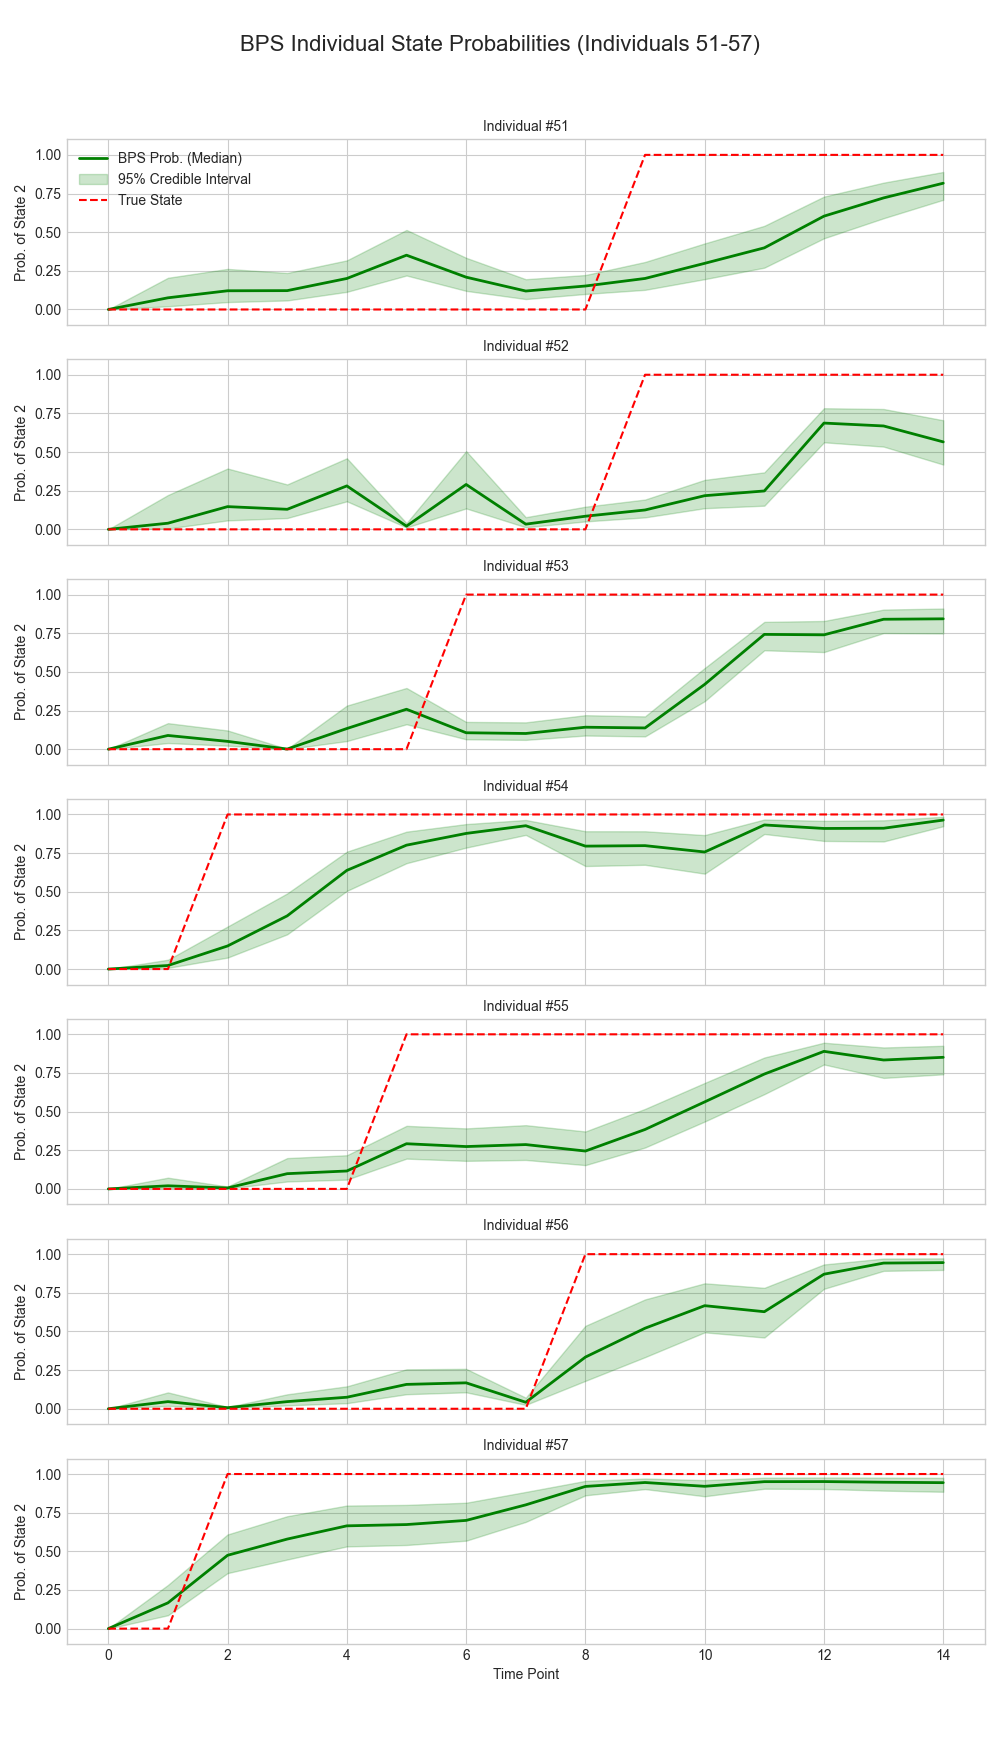 BPS Individual State Probabilities (Individuals 51-57)
Individual #51
BPS Prob. (Median)
95% Credible Interval
True State
1.00
0.75
0.50
0.25
0.00
Prob. of State 2
Individual #52
1.00
0.75
0.50
0.25
0.00
Prob. of State 2
Individual #53
1.00
0.75
0.50
0.25
0.00
Prob. of State 2
Individual #54
1.00
0.75
0.50
0.25
0.00
Prob. of State 2
Individual #55
1.00
0.75
0.50
0.25
0.00
Prob. of State 2
Individual #56
1.00
0.75
0.50
0.25
0.00
Prob. of State 2
Individual #57
1.00
0.75
0.50
0.25
0.00
Prob. of State 2
0 2 4 6 8 10 12 14
Time Point